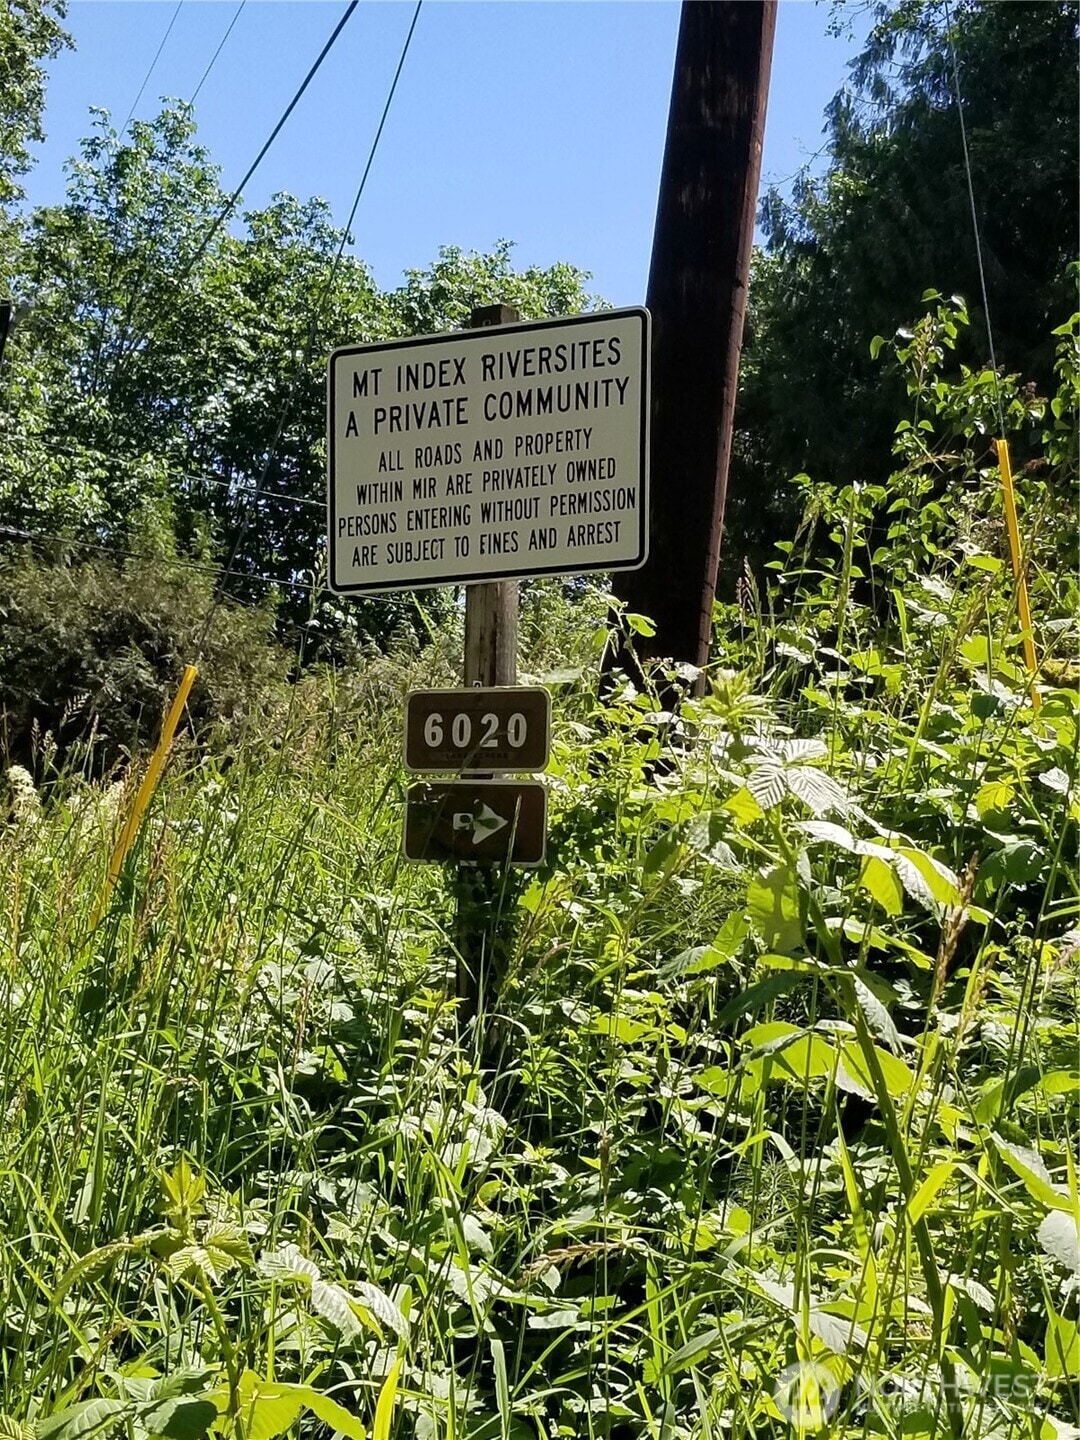 MT INDEX RIVERSITES
A PRIVATE COMMUNITY
ALL ROADS AND PROPERTY
WITHIN MIR ARE PRIVATELY OWNED
PERSONS ENTERING WITHOUT PERMISSION
ARE SUBJECT TO FINES AND ARREST
6020
NORTHWEST